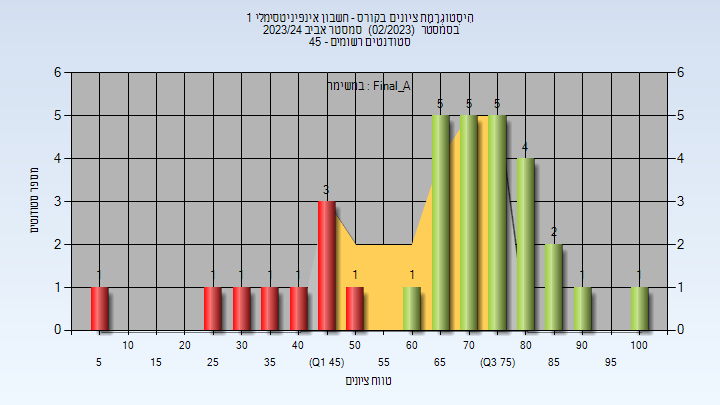 היסטוגרמת ציונים בקורס - חשבון אינפיניטסימלי 1
בסמסטר (02/2023) סמסטר אביב 2023/24
סטודנטים רשומים - 45
במשימה : Final_A
מספר סטודנטים
6 6
5 5
4 4
3 3
2 2
1 1
0 0
1 1 1 1 1 3 1 1 5 5 5 4 2 1 1
10 20 30 40 50 60 70 80 90 100
5 15 25 35 (Q1 45) 55 65 (Q3 75) 85 95
טווח ציונים